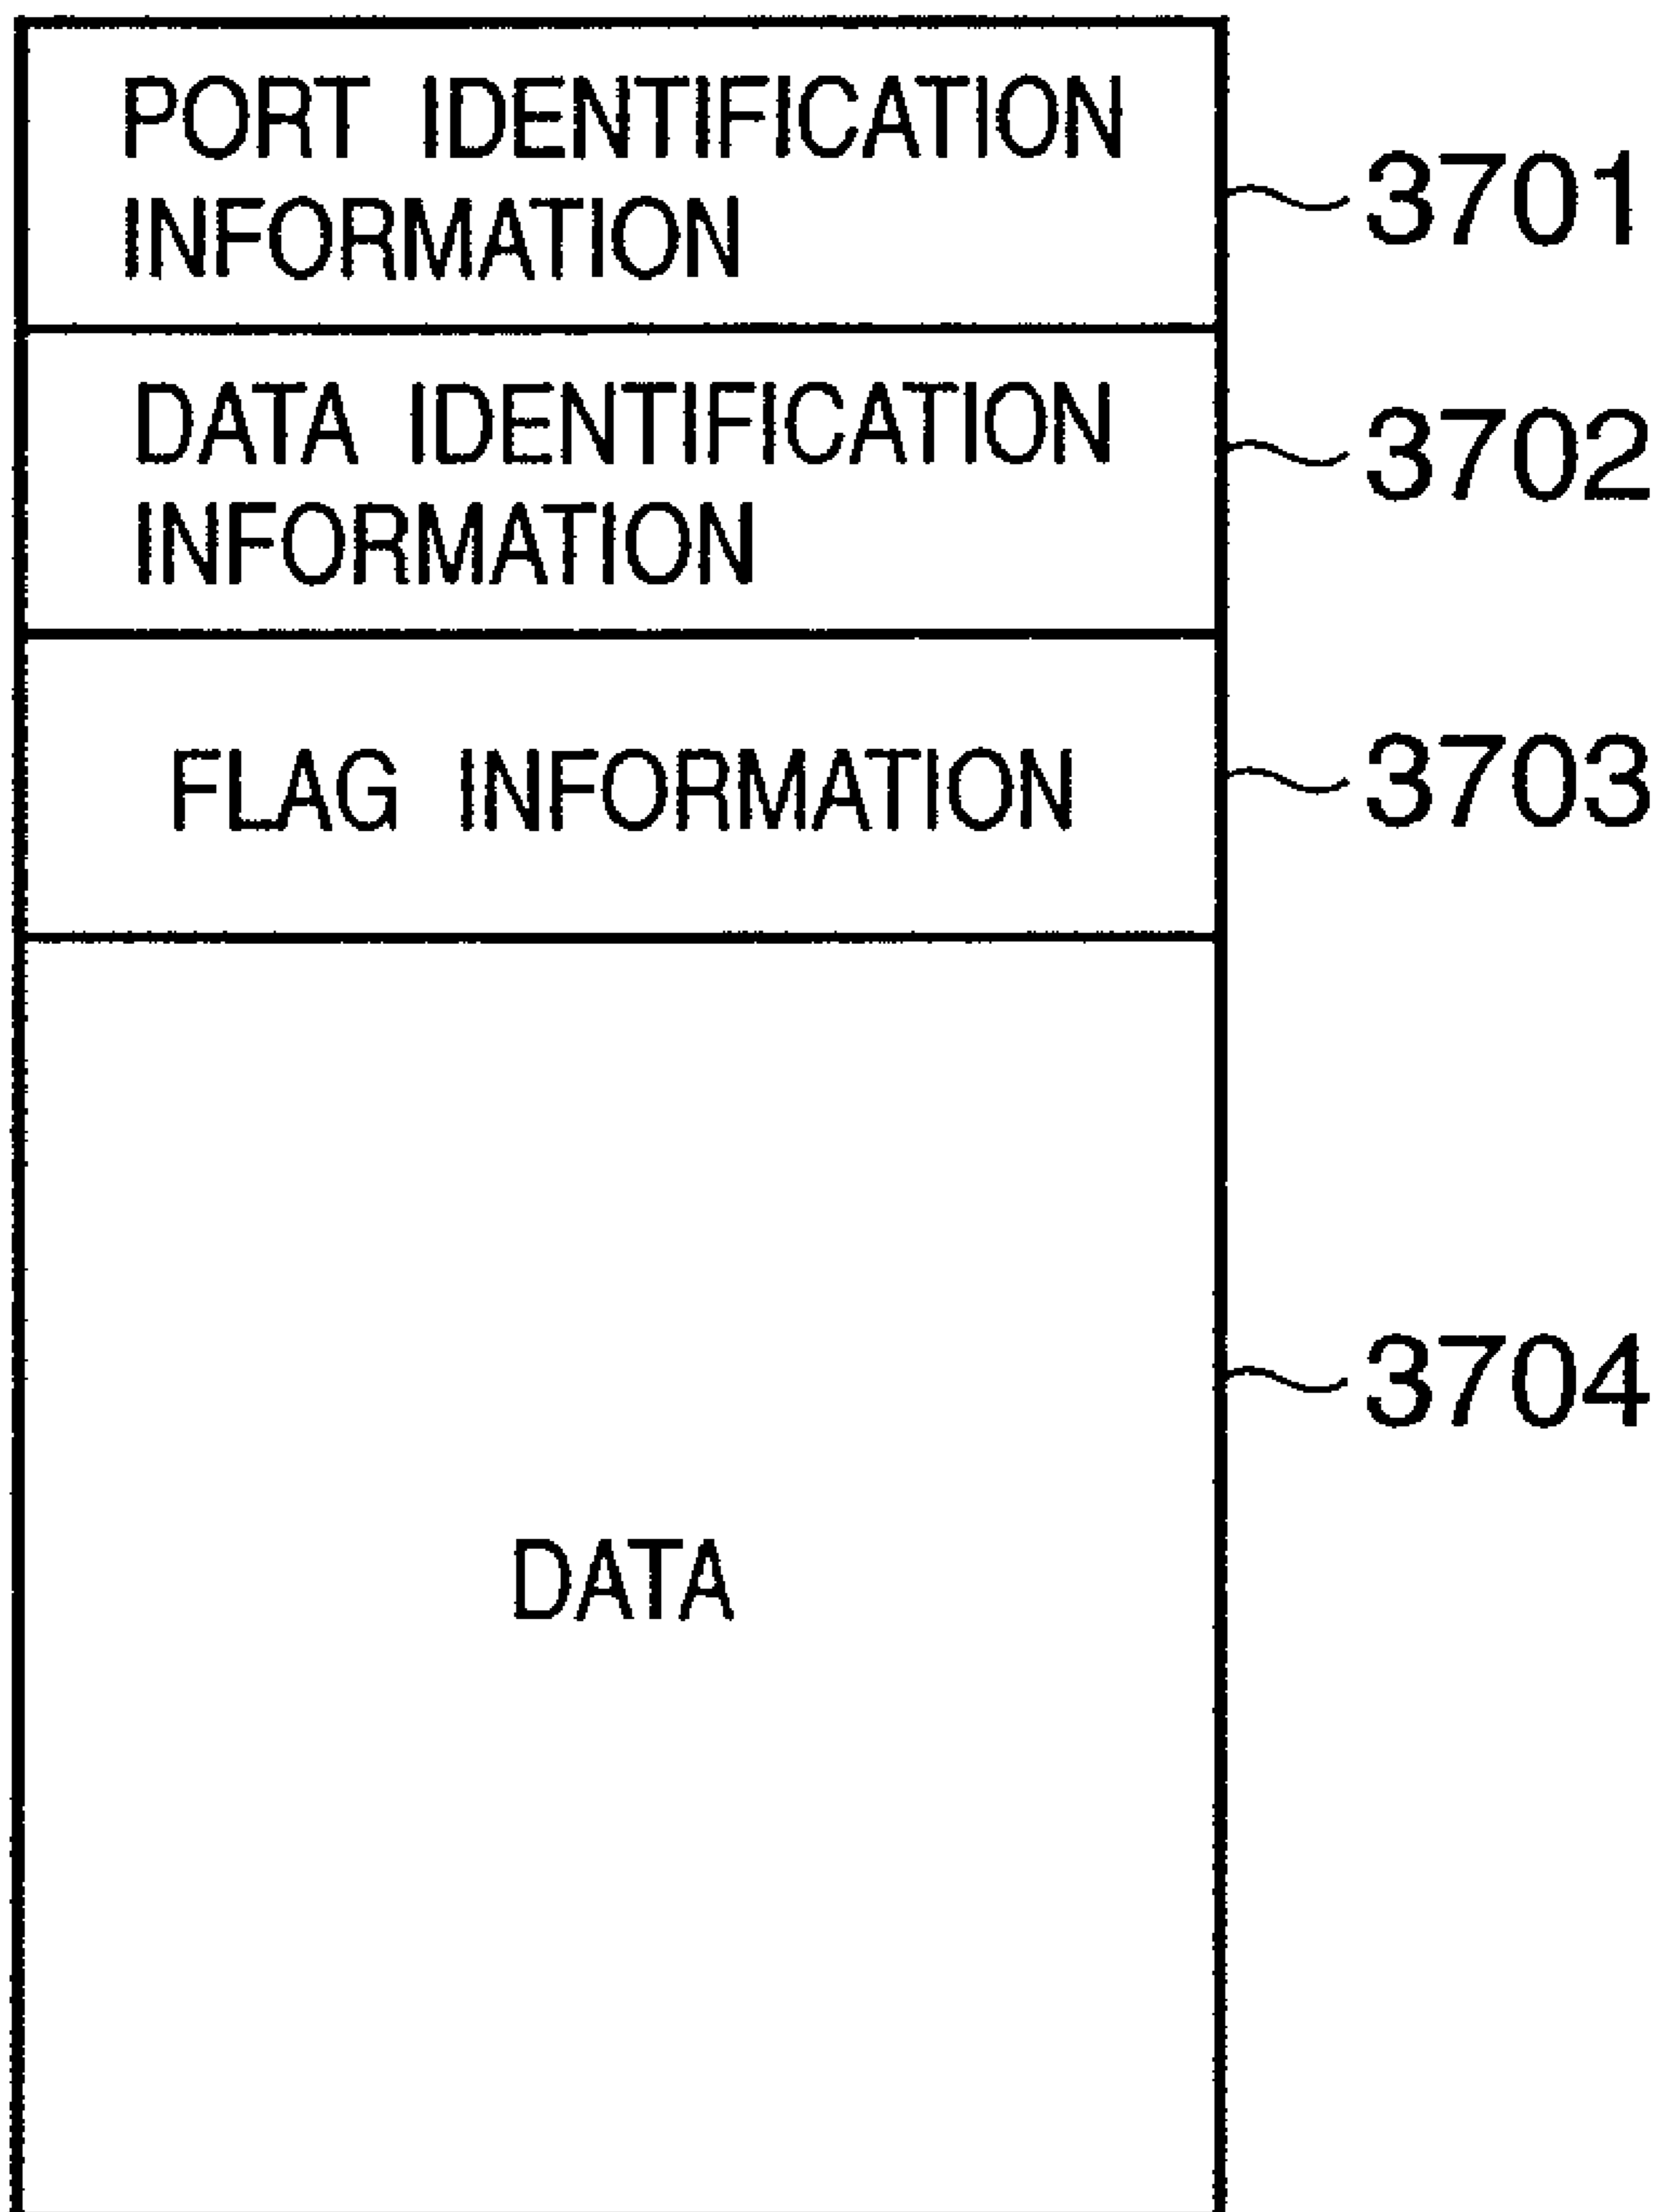 PORT IDENTIFICATION
INFORMATION
3701
DATA IDENTIFICATION
INFORMATION
3702
FLAG INFORMATION
3703
DATA
3704